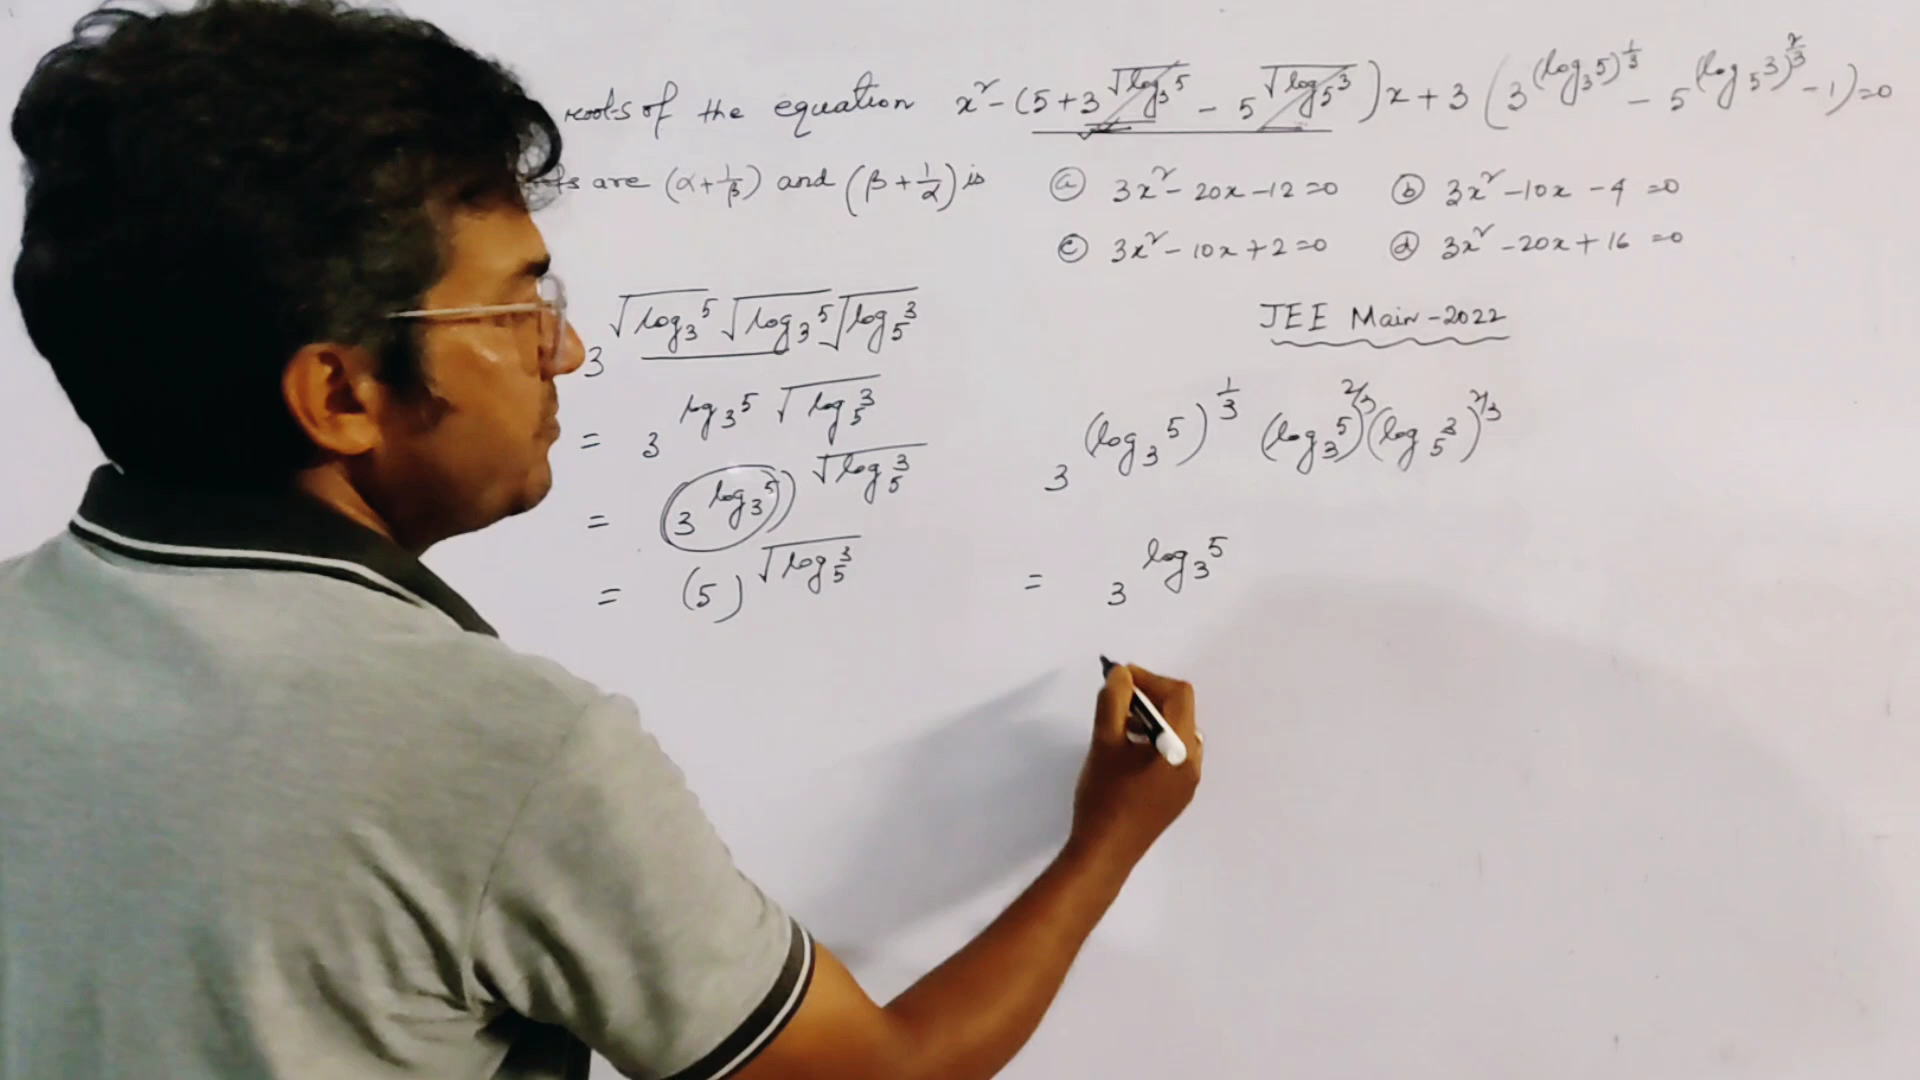 roots of the equation x² - (5 + 3^√(log₃5) - 5^√(log₅3))x + 3(3^(log₃5)^(1/3) - 5^(log₅3)^(2/3) - 1) = 0
are (α + 1/β) and (β + 1/α) is
(a) 3x² - 20x - 12 = 0 (b) 3x² - 10x - 4 = 0
(c) 3x² - 10x + 2 = 0 (d) 3x² - 20x + 16 = 0
JEE Main - 2022
3^(√(log₃5) √(log₃5) √(log₅3))
= 3^(log₃5 √(log₅3))
= (3^(log₃5))^√(log₅3)
= (5)^√(log₅3)
3^((log₃5)^(1/3) (log₃5)^(2/3) (log₅3)^(2/3))
= 3^(log₃5)